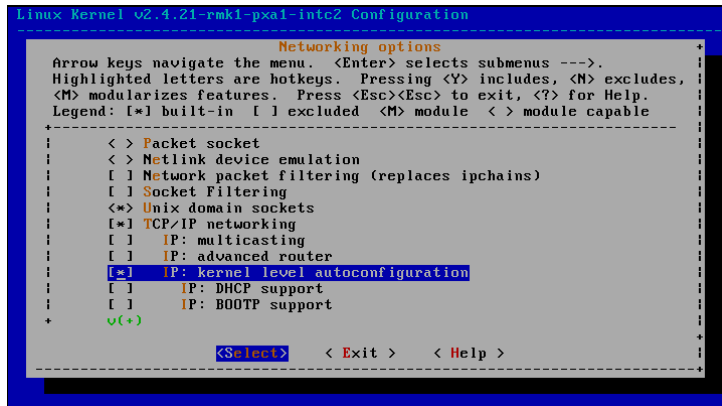 Linux Kernel v2.4.21-rmk1-pxa1-intc2 Configuration
Networking options
Arrow keys navigate the menu. <Enter> selects submenus --->.
Highlighted letters are hotkeys. Pressing <Y> includes, <N> excludes,
<M> modularizes features. Press <Esc><Esc> to exit, <?> for Help.
Legend: [*] built-in [ ] excluded <M> module < > module capable
< > Packet socket
< > Netlink device emulation
[ ] Network packet filtering (replaces ipchains)
[ ] Socket Filtering
<*> Unix domain sockets
[*] TCP/IP networking
[ ] IP: multicasting
[ ] IP: advanced router
[*] IP: kernel level autoconfiguration
[ ] IP: DHCP support
[ ] IP: BOOTP support
v(+)
<Select> < Exit > < Help >